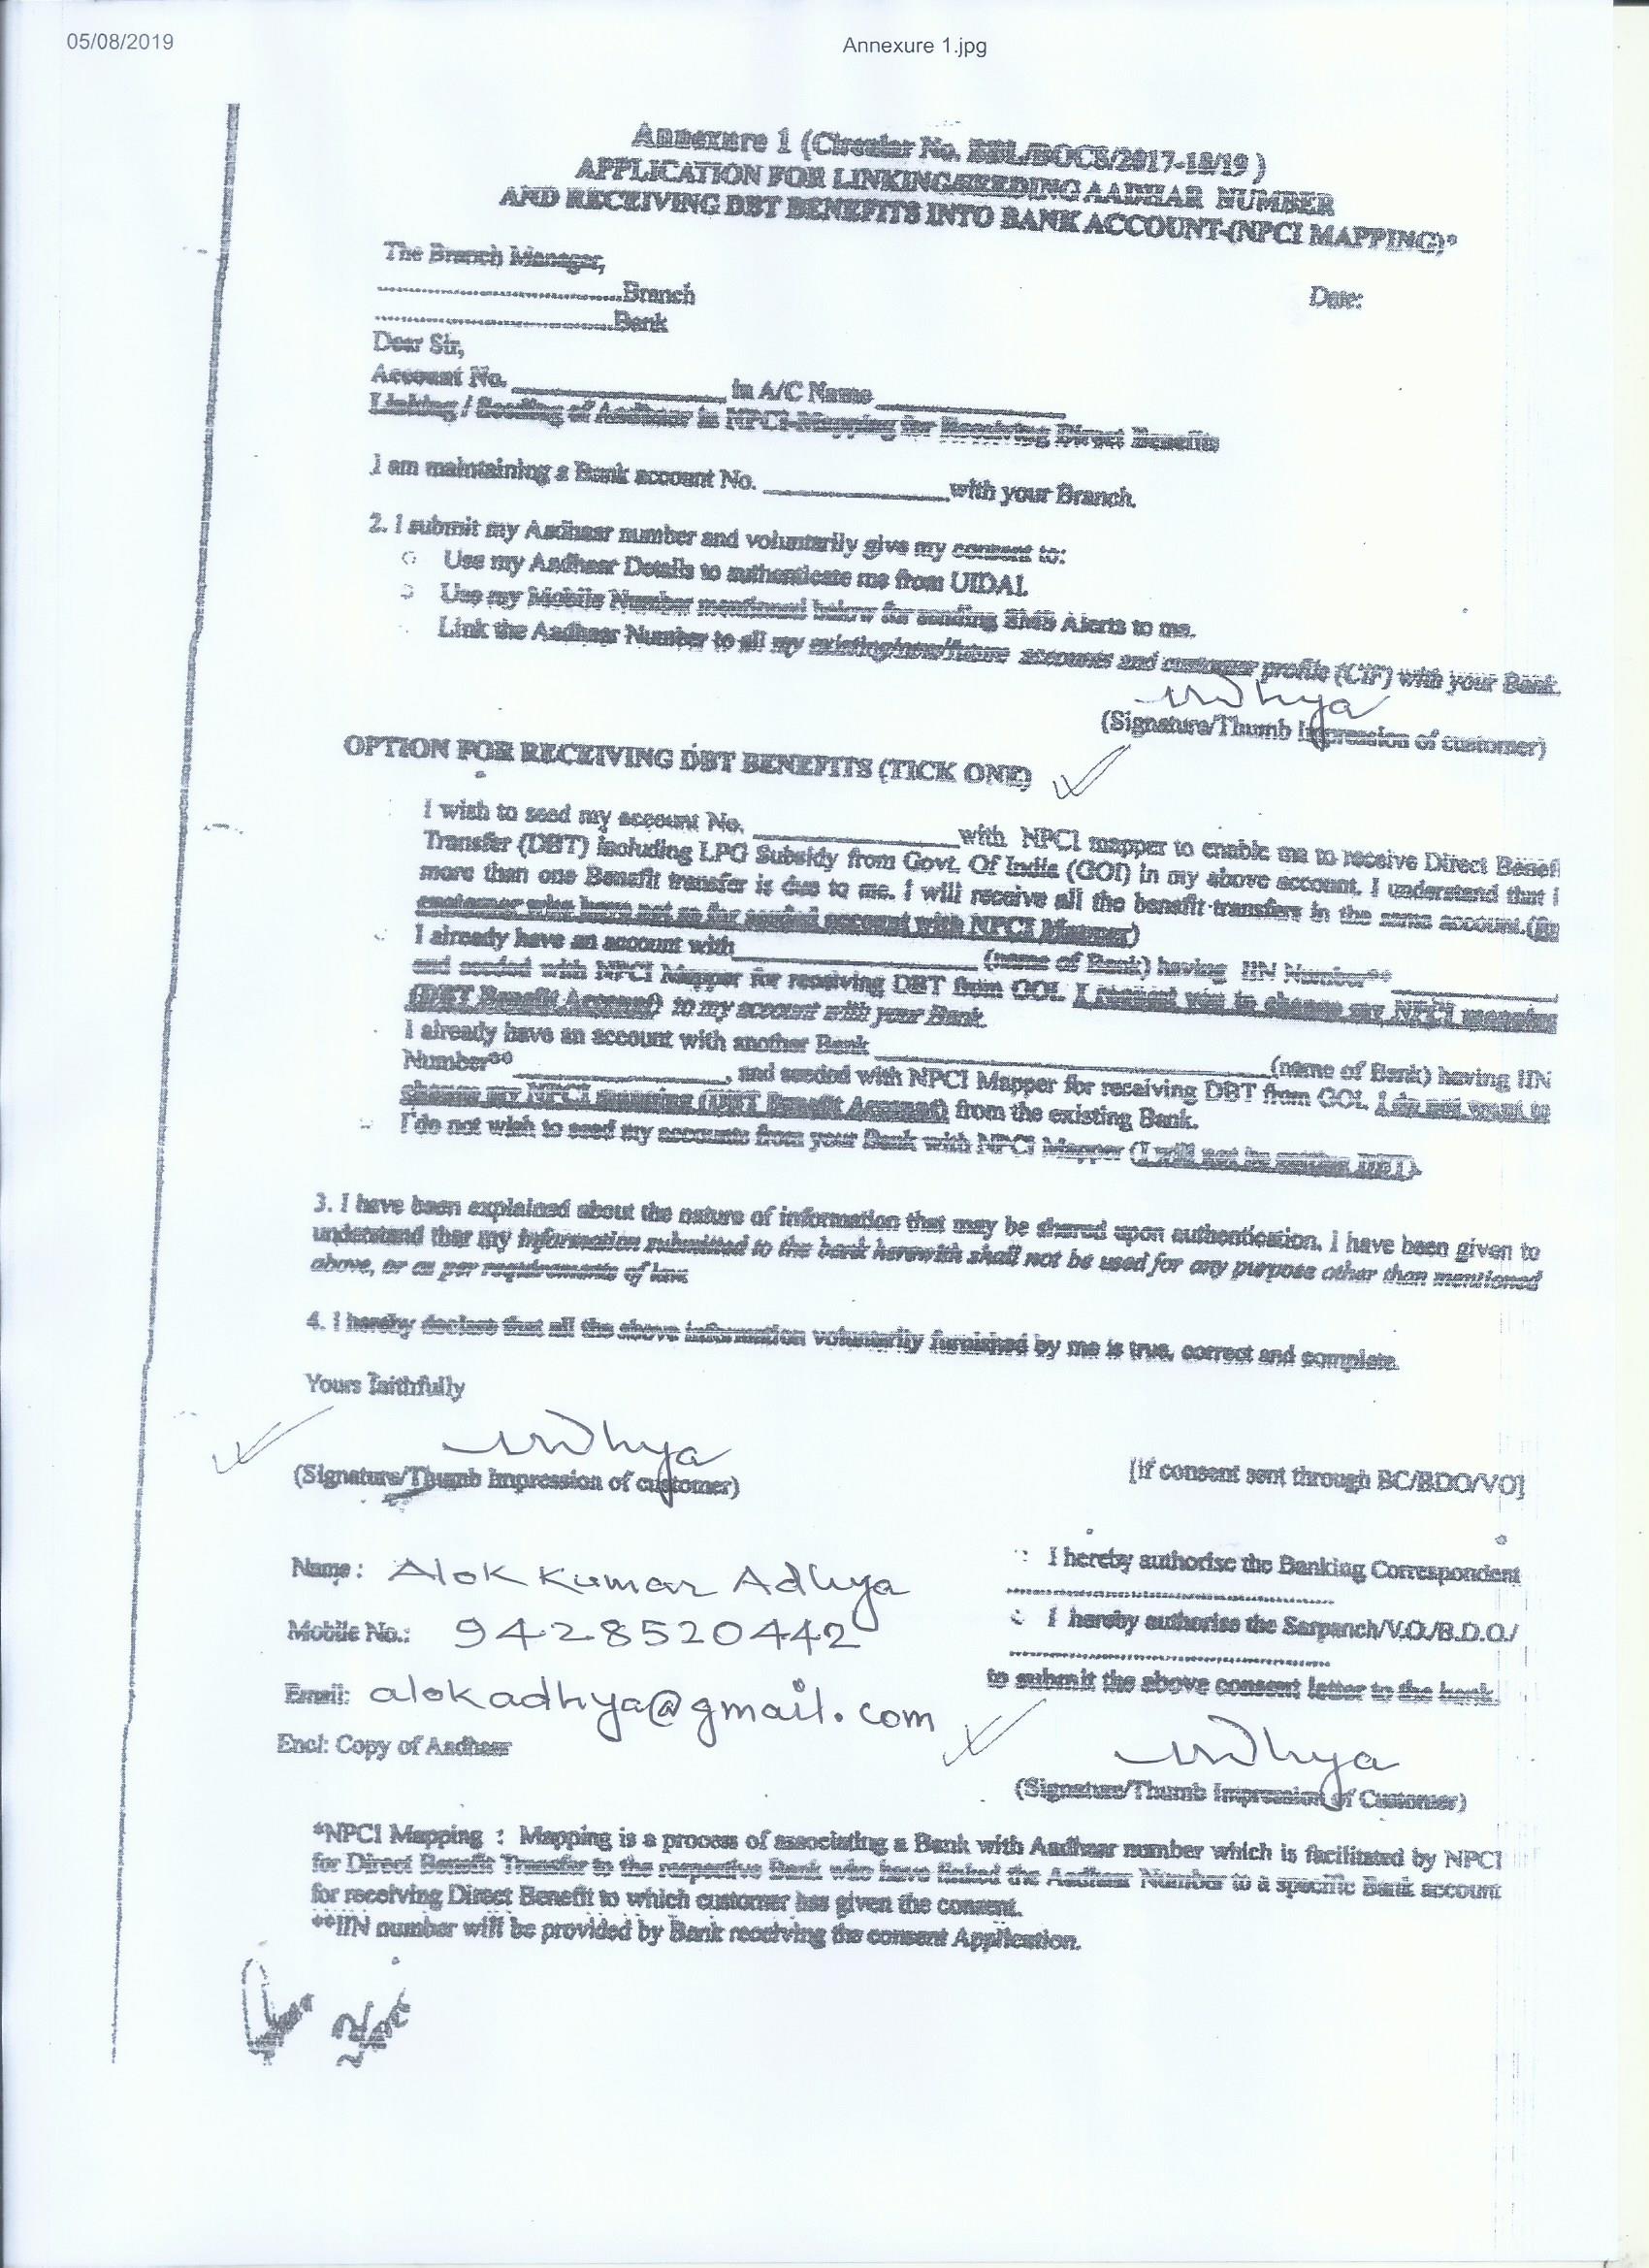 05/08/2019
Annexure 1.jpg
Annexure 1 (Circular No. BBL/BOCS/2017-18/19 )
APPLICATION FOR LINKING/SEEDING AADHAR NUMBER
AND RECEIVING DBT BENEFITS INTO BANK ACCOUNT-(NPCI MAPPING)*
The Branch Manager,
Date:
..............................Branch
..............................Bank
Dear Sir,
Account No. ______________ in A/C Name ______________
Linking / Seeding of Aadhaar in NPCI-Mapping for Receiving Direct Benefits
I am maintaining a Bank account No. ______________with your Branch.
2. I submit my Aadhaar number and voluntarily give my consent to:
Use my Aadhaar Details to authenticate me from UIDAI.
Use my Mobile Number mentioned below for sending SMS Alerts to me.
Link the Aadhaar Number to all my existing/new/future accounts and customer profile (CIF) with your Bank.
Adhya
(Signature/Thumb Impression of customer)
OPTION FOR RECEIVING DBT BENEFITS (TICK ONE)
I wish to seed my account No. ______________with NPCI mapper to enable me to receive Direct Benefi
Transfer (DBT) including LPG Subsidy from Govt. Of India (GOI) in my above account. I understand that i
more than one Benefit transfer is due to me. I will receive all the benefit transfers in the same account.(
customer who have not so far seeded account with NPCI Mapper)
I already have an account with______________ (name of Bank) having IIN Number** ______________
and seeded with NPCI Mapper for receiving DBT from GOI. I request you to change my NPCI mapping
(DBT Benefit Account) to my account with your Bank.
I already have an account with another Bank ______________(name of Bank) having IIN
Number** ______________, and seeded with NPCI Mapper for receiving DBT from GOI. I do not want to
change my NPCI mapping (DBT Benefit Account) from the existing Bank.
I do not wish to seed my accounts from your Bank with NPCI Mapper (I will not be getting DBT).
3. I have been explained about the nature of information that may be shared upon authentication. I have been given to
understand that my information submitted to the bank herewith shall not be used for any purpose other than mentioned
above, or as per requirements of law.
4. I hereby declare that all the above information voluntarily furnished by me is true, correct and complete.
Yours faithfully
Adhya
(Signature/Thumb Impression of customer)
[if consent sent through BC/BDO/VO]
Name : Alok Kumar Adhya
I hereby authorise the Banking Correspondent
..............................
Mobile No.: 9428520442
I hereby authorise the Sarpanch/V.O./B.D.O./
..............................
to submit the above consent letter to the bank.
Email: alokadhya@gmail.com
Encl: Copy of Aadhaar
Adhya
(Signature/Thumb Impression of Customer)
*NPCI Mapping : Mapping is a process of associating a Bank with Aadhaar number which is facilitated by NPCI
for Direct Benefit Transfer to the respective Bank who have linked the Aadhaar Number to a specific Bank account
for receiving Direct Benefit to which customer has given the consent.
**IIN number will be provided by Bank receiving the consent Application.